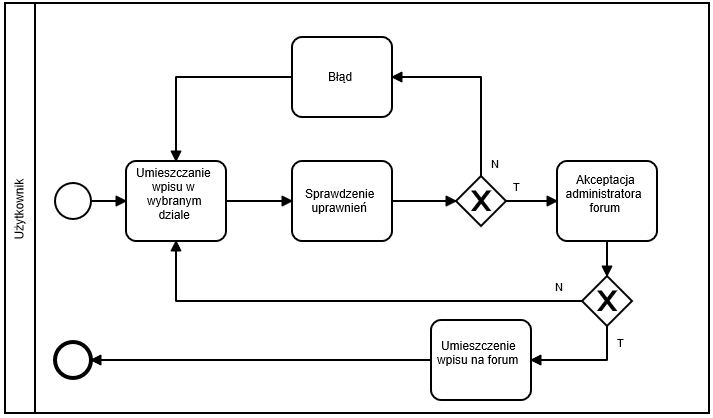 Użytkownik
Błąd
Umieszczanie
wpisu w
wybranym
dziale
Sprawdzenie
uprawnień
N
T
Akceptacja
administratora
forum
N
T
Umieszczenie
wpisu na forum